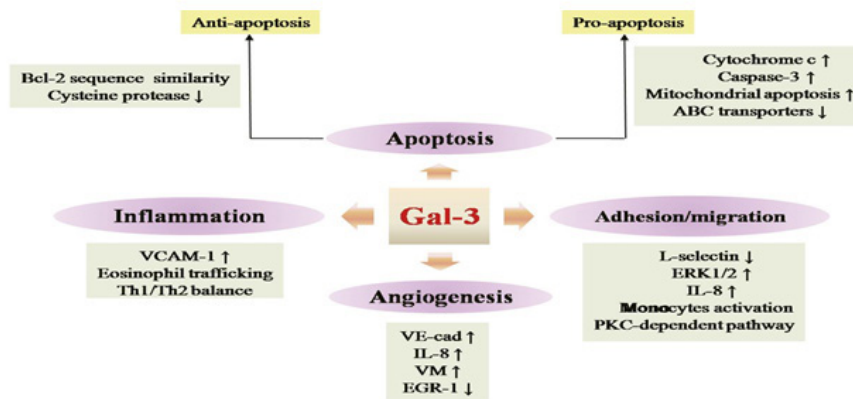 Anti-apoptosis
Pro-apoptosis
Bcl-2 sequence similarity
Cysteine protease ↓
Cytochrome c ↑
Caspase-3 ↑
Mitochondrial apoptosis ↑
ABC transporters ↓
Apoptosis
Inflammation
Gal-3
Adhesion/migration
VCAM-1 ↑
Eosinophil trafficking
Th1/Th2 balance
L-selectin ↓
ERK1/2 ↑
IL-8 ↑
Monocytes activation
PKC-dependent pathway
Angiogenesis
VE-cad ↑
IL-8 ↑
VM ↑
EGR-1 ↓